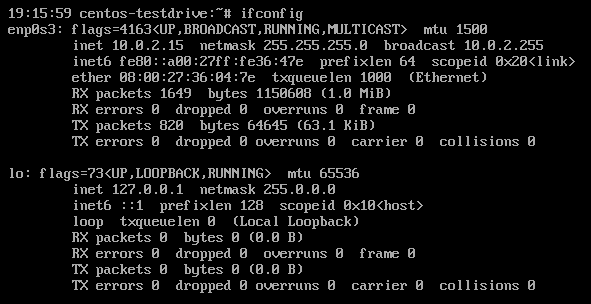 19:15:59 centos-testdrive:~# ifconfig
enp0s3: flags=4163<UP,BROADCAST,RUNNING,MULTICAST>  mtu 1500
        inet 10.0.2.15  netmask 255.255.255.0  broadcast 10.0.2.255
        inet6 fe80::a00:27ff:fe36:47e  prefixlen 64  scopeid 0x20<link>
        ether 08:00:27:36:04:7e  txqueuelen 1000  (Ethernet)
        RX packets 1649  bytes 1150608 (1.0 MiB)
        RX errors 0  dropped 0  overruns 0  frame 0
        TX packets 820  bytes 64645 (63.1 KiB)
        TX errors 0  dropped 0 overruns 0  carrier 0  collisions 0

lo: flags=73<UP,LOOPBACK,RUNNING>  mtu 65536
        inet 127.0.0.1  netmask 255.0.0.0
        inet6 ::1  prefixlen 128  scopeid 0x10<host>
        loop  txqueuelen 0  (Local Loopback)
        RX packets 0  bytes 0 (0.0 B)
        RX errors 0  dropped 0  overruns 0  frame 0
        TX packets 0  bytes 0 (0.0 B)
        TX errors 0  dropped 0 overruns 0  carrier 0  collisions 0